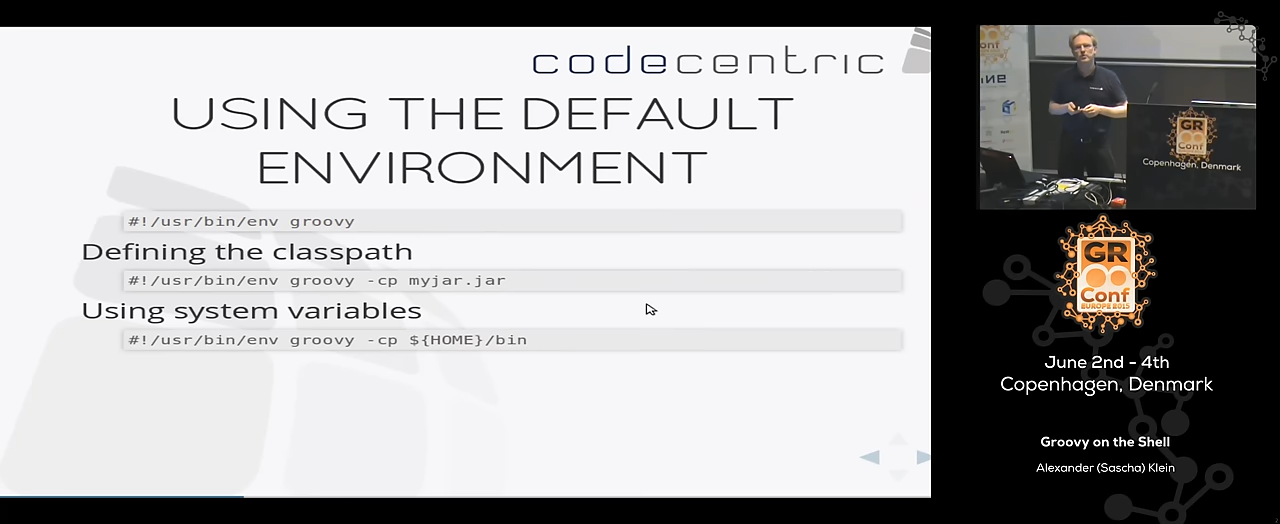 codecentric
USING THE DEFAULT
ENVIRONMENT
#!/usr/bin/env groovy
Defining the classpath
#!/usr/bin/env groovy -cp myjar.jar
Using system variables
#!/usr/bin/env groovy -cp ${HOME}/bin
GR
Conf
Copenhagen, Denmark
GR
Conf
EUROPE 2015
June 2nd - 4th
Copenhagen, Denmark
Groovy on the Shell
Alexander (Sascha) Klein